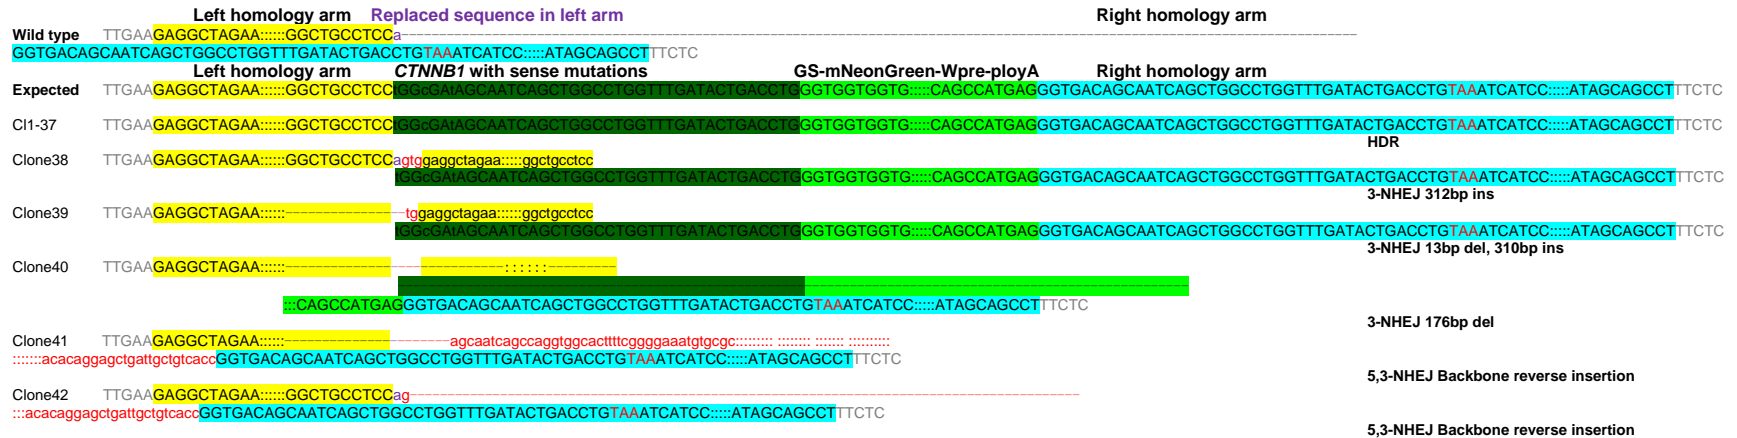 Left homology arm Replaced sequence in left arm Right homology arm
Wild type TTGAAGAGGCTAGAA::::::GGCTGCCTCCa------------------------------------------------------------
GGTGACAGCAATCAGCTGGCCTGGTTTGATACTGACCTGTAAATCATCC:::::ATAGCAGCCTTTCTC
Left homology arm CTNNB1 with sense mutations GS-mNeonGreen-Wpre-ployA Right homology arm
Expected TTGAAGAGGCTAGAA::::::GGCTGCCTCCtGGcGAtAGCAATCAGCTGGCCTGGTTTGATACTGACCTGGGTGGTGGTG:::::CAGCCATGAGGGTGACAGCAATCAGCTGGCCTGGTTTGATACTGACCTGTAAATCATCC:::::ATAGCAGCCTTTCTC
Cl1-37 TTGAAGAGGCTAGAA::::::GGCTGCCTCCtGGcGAtAGCAATCAGCTGGCCTGGTTTGATACTGACCTGGGTGGTGGTG:::::CAGCCATGAGGGTGACAGCAATCAGCTGGCCTGGTTTGATACTGACCTGTAAATCATCC:::::ATAGCAGCCTTTCTC
HDR
Clone38 TTGAAGAGGCTAGAA::::::GGCTGCCTCCagtggaggctagaa:::::ggctgcctcc
tGGcGAtAGCAATCAGCTGGCCTGGTTTGATACTGACCTGGGTGGTGGTG:::::CAGCCATGAGGGTGACAGCAATCAGCTGGCCTGGTTTGATACTGACCTGTAAATCATCC:::::ATAGCAGCCTTTCTC
3-NHEJ 312bp ins
Clone39 TTGAAGAGGCTAGAA::::::-------------tggaggctagaa::::::ggctgcctcc
tGGcGAtAGCAATCAGCTGGCCTGGTTTGATACTGACCTGGGTGGTGGTG:::::CAGCCATGAGGGTGACAGCAATCAGCTGGCCTGGTTTGATACTGACCTGTAAATCATCC:::::ATAGCAGCCTTTCTC
3-NHEJ 13bp del, 310bp ins
Clone40 TTGAAGAGGCTAGAA::::::---------------------------::::::---------
------------------------------------------------------------
:::CAGCCATGAGGGTGACAGCAATCAGCTGGCCTGGTTTGATACTGACCTGTAAATCATCC:::::ATAGCAGCCTTTCTC
3-NHEJ 176bp del
Clone41 TTGAAGAGGCTAGAA::::::--------------------agcaatcagccaggtggcacttttcggggaaatgtgcgc::::::::: :::::::: ::::::: ::::::::::
:::::::acacaggagctgattgctgtcaccGGTGACAGCAATCAGCTGGCCTGGTTTGATACTGACCTGTAAATCATCC:::::ATAGCAGCCTTTCTC
5,3-NHEJ Backbone reverse insertion
Clone42 TTGAAGAGGCTAGAA::::::GGCTGCCTCCag------------------------------------------------------------
:::acacaggagctgattgctgtcaccGGTGACAGCAATCAGCTGGCCTGGTTTGATACTGACCTGTAAATCATCC:::::ATAGCAGCCTTTCTC
5,3-NHEJ Backbone reverse insertion